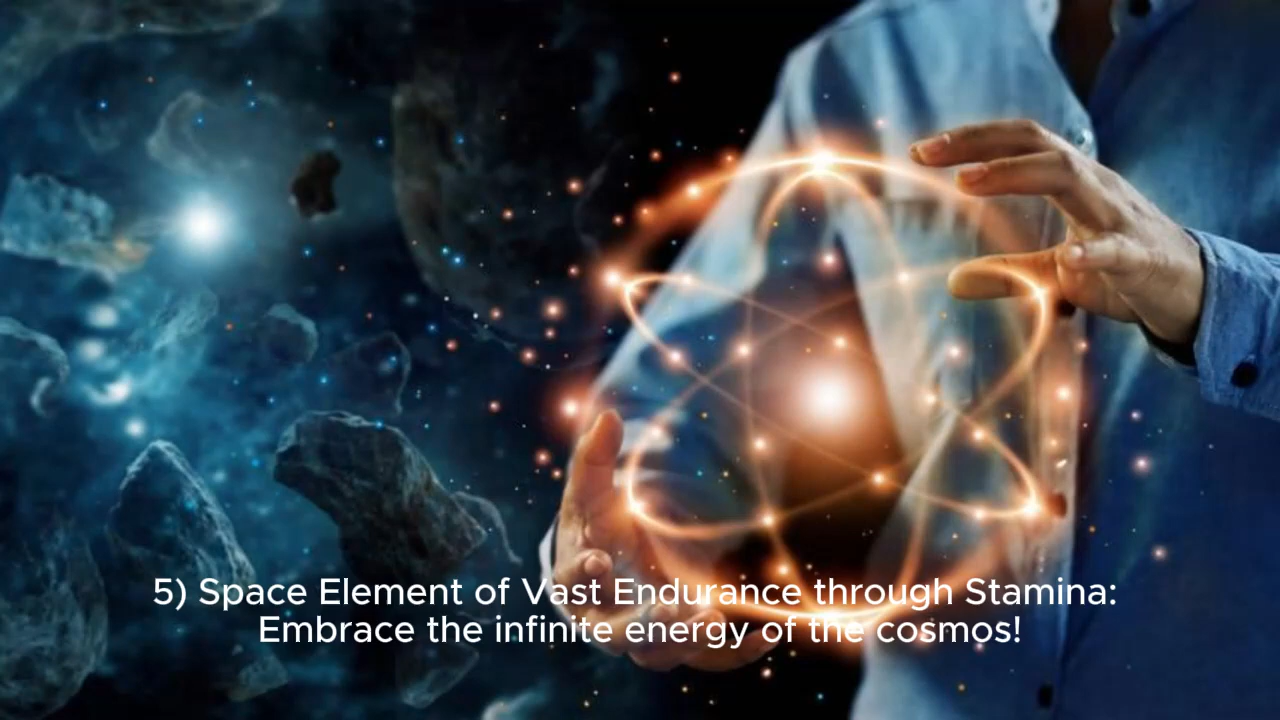 5) Space Element of Vast Endurance through Stamina:
Embrace the infinite energy of the cosmos!